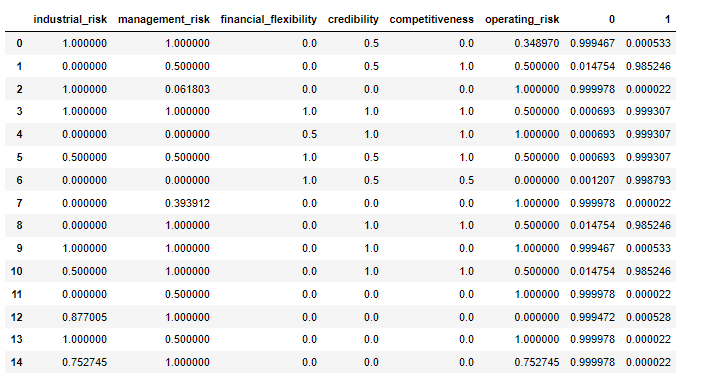 industrial_risk management_risk financial_flexibility credibility competitiveness operating_risk 0 1
0 1.000000 1.000000 0.0 0.5 0.0 0.348970 0.999467 0.000533
1 0.000000 0.500000 0.0 0.5 1.0 0.500000 0.014754 0.985246
2 1.000000 0.061803 0.0 0.0 0.0 1.000000 0.999978 0.000022
3 1.000000 1.000000 1.0 1.0 1.0 0.500000 0.000693 0.999307
4 0.000000 0.000000 0.5 1.0 1.0 1.000000 0.000693 0.999307
5 0.500000 0.500000 1.0 0.5 1.0 0.500000 0.000693 0.999307
6 0.000000 0.000000 1.0 0.5 0.5 0.000000 0.001207 0.998793
7 0.000000 0.393912 0.0 0.0 0.0 1.000000 0.999978 0.000022
8 0.000000 1.000000 0.0 1.0 1.0 0.500000 0.014754 0.985246
9 1.000000 1.000000 0.0 1.0 0.0 1.000000 0.999467 0.000533
10 0.500000 1.000000 0.0 1.0 1.0 0.500000 0.014754 0.985246
11 0.000000 0.500000 0.0 0.0 0.0 1.000000 0.999978 0.000022
12 0.877005 1.000000 0.0 0.0 0.0 0.000000 0.999472 0.000528
13 1.000000 0.500000 0.0 0.0 0.0 1.000000 0.999978 0.000022
14 0.752745 1.000000 0.0 0.0 0.0 0.752745 0.999978 0.000022